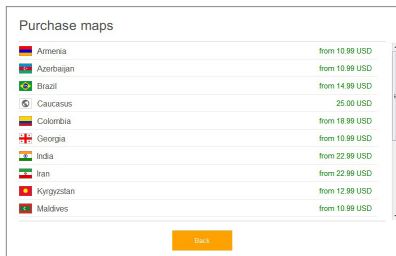 Purchase maps
Armenia from 10.99 USD
Azerbaijan from 10.99 USD
Brazil from 14.99 USD
Caucasus 25.00 USD
Colombia from 18.99 USD
Georgia from 10.99 USD
India from 22.99 USD
Iran from 22.99 USD
Kyrgyzstan from 12.99 USD
Maldives from 10.99 USD
Back